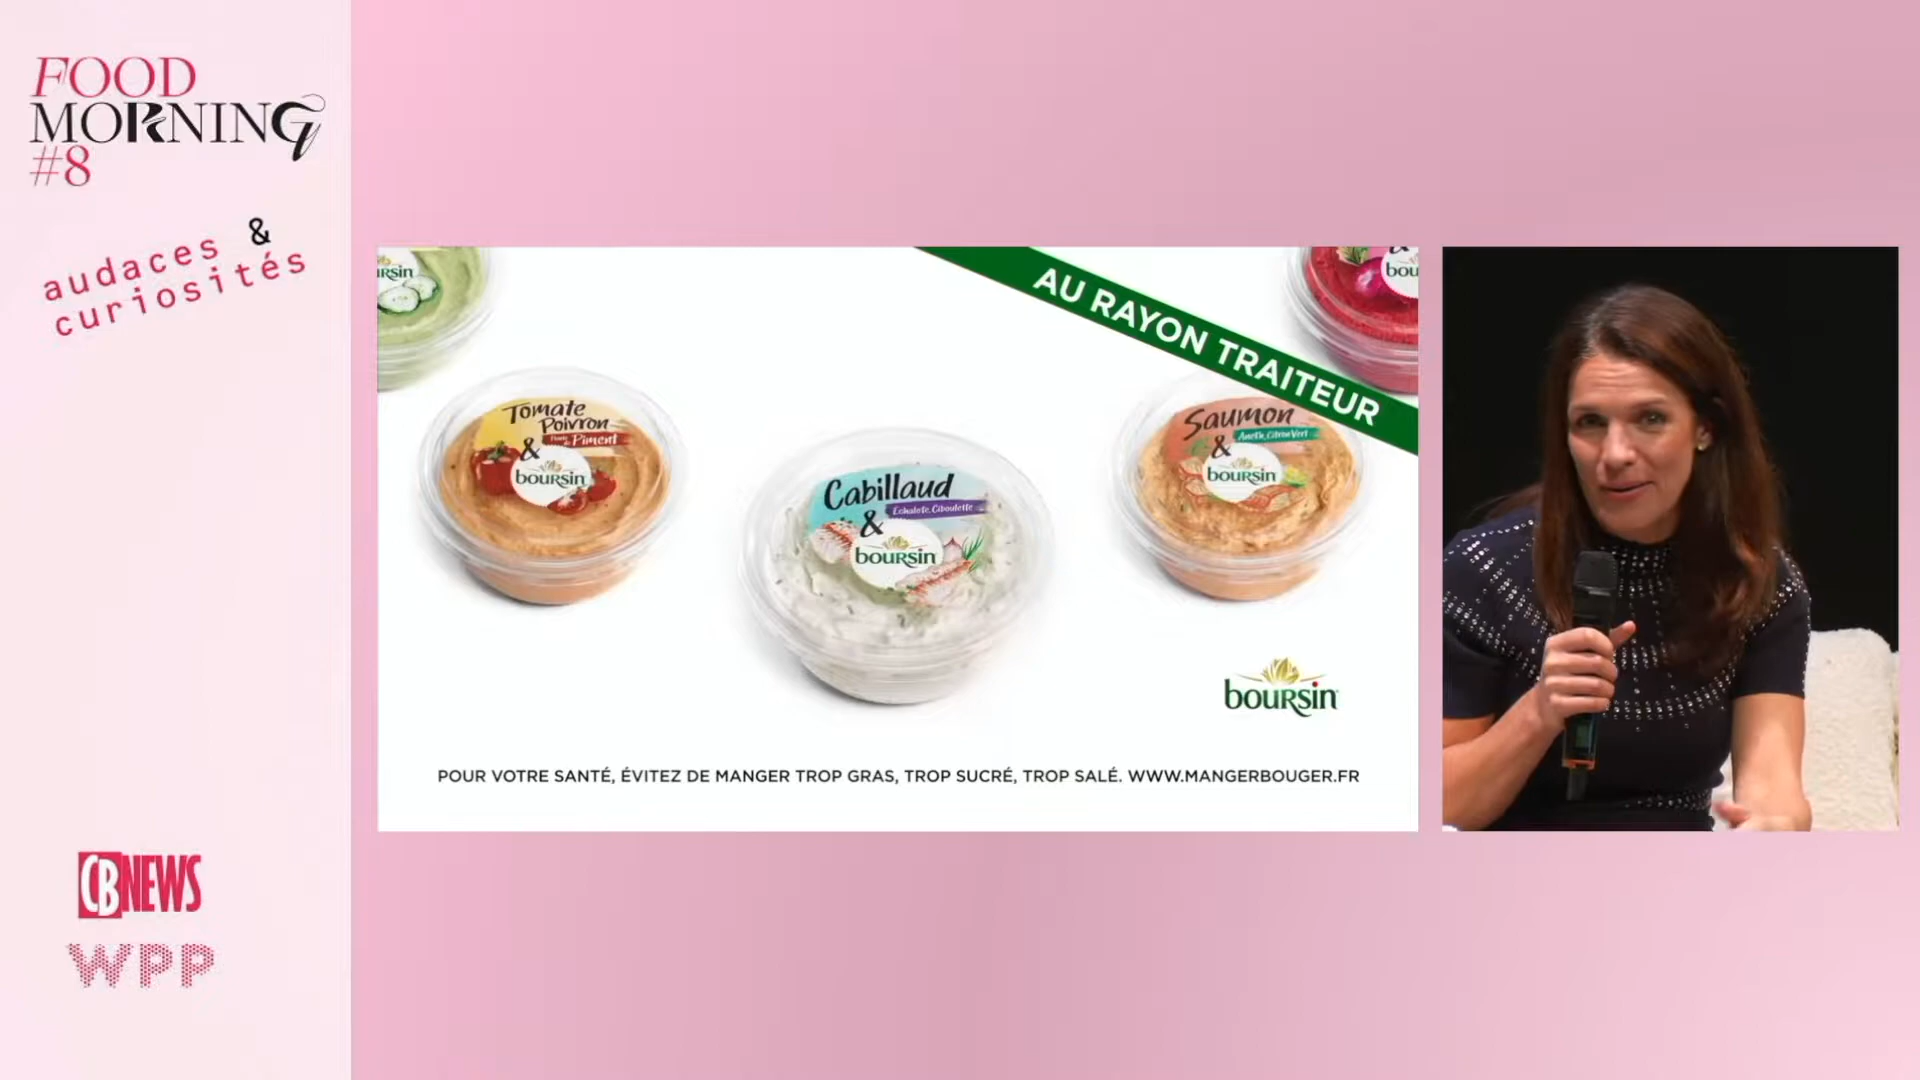 FOOD
MORNING
#8
audaces &
curiosités
CBNEWS
WPP
AU RAYON TRAITEUR
Tomate
Poivron
Piment
&
boursin
Cabillaud
Echalote, Ciboulette
&
boursin
Saumon
Aneth, Citron Vert
&
boursin
boursin
POUR VOTRE SANTÉ, ÉVITEZ DE MANGER TROP GRAS, TROP SUCRÉ, TROP SALÉ. WWW.MANGERBOUGER.FR